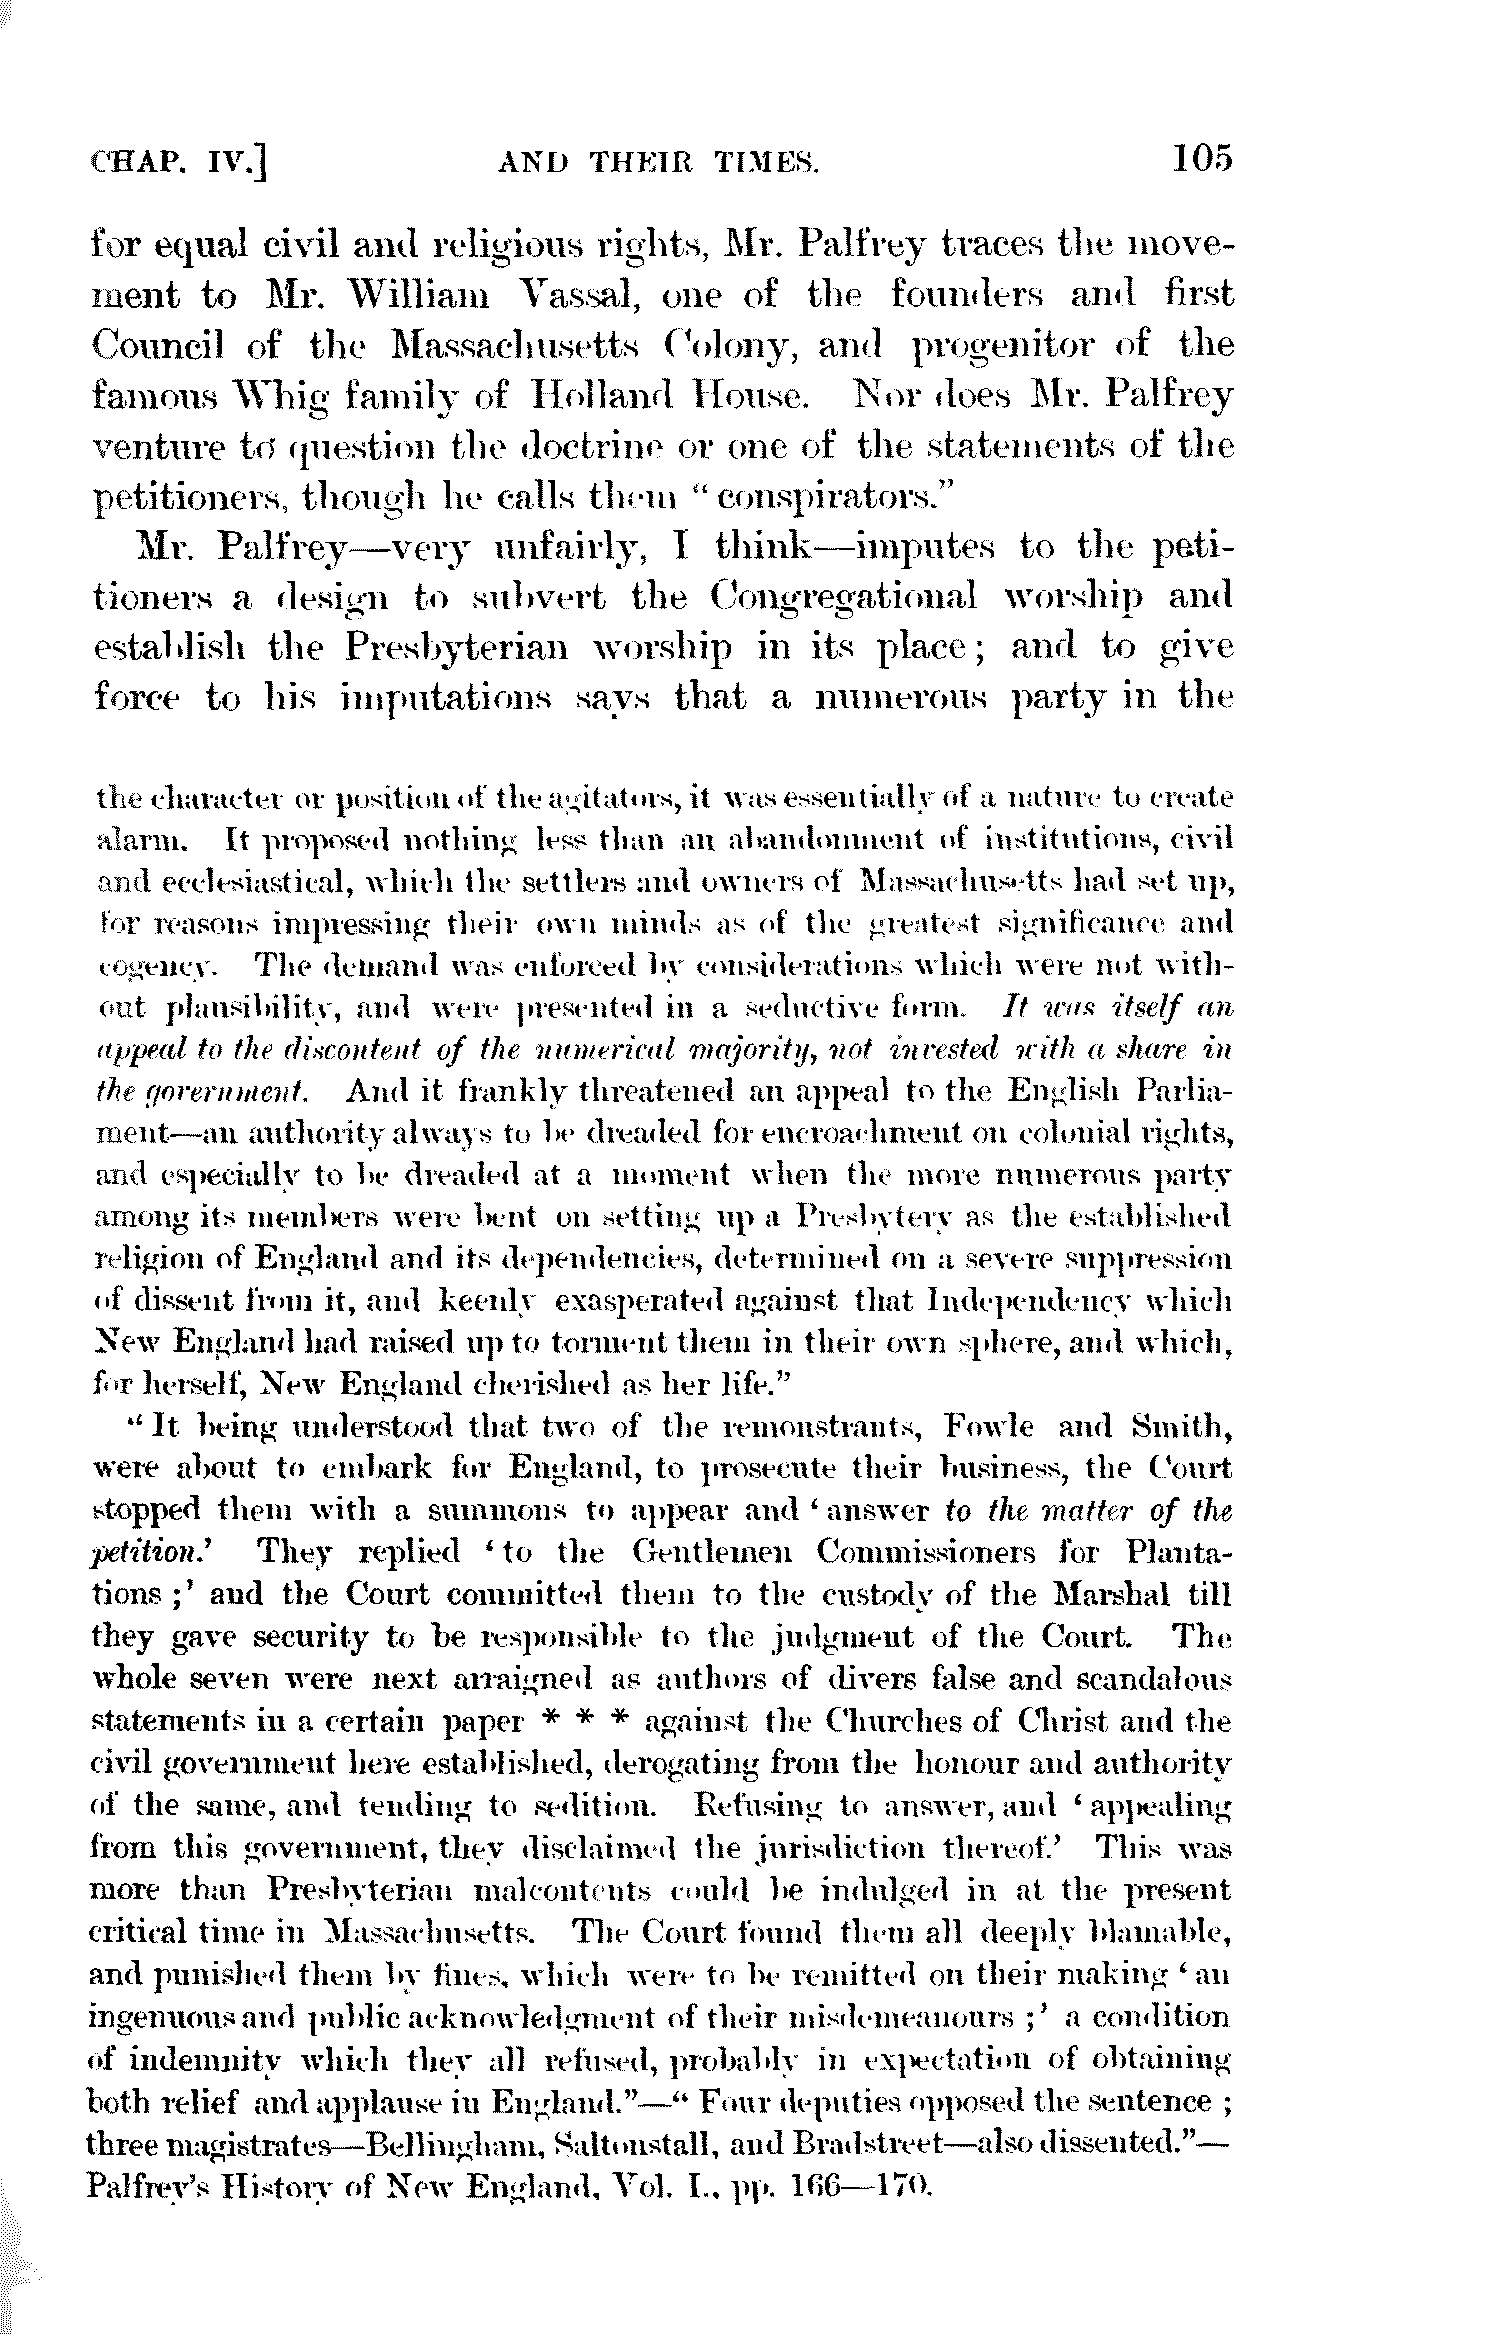 CHAP. IV.] AND THEIR TIMES. 105
for equal civil and religious rights, Mr. Palfrey traces the move-
ment to Mr. William Vassal, one of the founders and first
Council of the Massachusetts Colony, and progenitor of the
famous Whig family of Holland House. Nor does Mr. Palfrey
venture to question the doctrine or one of the statements of the
petitioners, though he calls them "conspirators."
Mr. Palfrey—very unfairly, I think—imputes to the peti-
tioners a design to subvert the Congregational worship and
establish the Presbyterian worship in its place; and to give
force to his imputations says that a numerous party in the
the character or position of the agitators, it was essentially of a nature to create
alarm. It proposed nothing less than an abandonment of institutions, civil
and ecclesiastical, which the settlers and owners of Massachusetts had set up,
for reasons impressing their own minds as of the greatest significance and
cogency. The demand was enforced by considerations which were not with-
out plausibility, and were presented in a seductive form. It was itself an
appeal to the discontent of the numerical majority, not invested with a share in
the government. And it frankly threatened an appeal to the English Parlia-
ment—an authority always to be dreaded for encroachment on colonial rights,
and especially to be dreaded at a moment when the more numerous party
among its members were bent on setting up a Presbytery as the established
religion of England and its dependencies, determined on a severe suppression
of dissent from it, and keenly exasperated against that Independency which
New England had raised up to torment them in their own sphere, and which,
for herself, New England cherished as her life."
"It being understood that two of the remonstrants, Fowle and Smith,
were about to embark for England, to prosecute their business, the Court
stopped them with a summons to appear and 'answer to the matter of the
petition.' They replied 'to the Gentlemen Commissioners for Planta-
tions;' and the Court committed them to the custody of the Marshal till
they gave security to be responsible to the judgment of the Court. The
whole seven were next arraigned as authors of divers false and scandalous
statements in a certain paper * * * against the Churches of Christ and the
civil government here established, derogating from the honour and authority
of the same, and tending to sedition. Refusing to answer, and 'appealing
from this government, they disclaimed the jurisdiction thereof.' This was
more than Presbyterian malcontents could be indulged in at the present
critical time in Massachusetts. The Court found them all deeply blamable,
and punished them by fines, which were to be remitted on their making 'an
ingenuous and public acknowledgment of their misdemeanours;' a condition
of indemnity which they all refused, probably in expectation of obtaining
both relief and applause in England."—"Four deputies opposed the sentence;
three magistrates—Bellingham, Saltonstall, and Bradstreet—also dissented."—
Palfrey's History of New England, Vol. I., pp. 166—170.